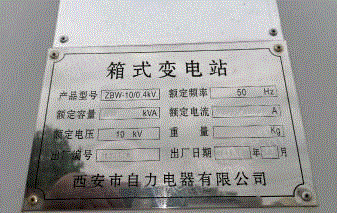 箱式变电站
产品型号 ZBW-10/0.4kV 额定频率 50 Hz
额定容量 kVA 额定电流 A
额定电压 10 kV 重量 Kg
出厂编号 出厂日期 年 月
西安市自力电器有限公司